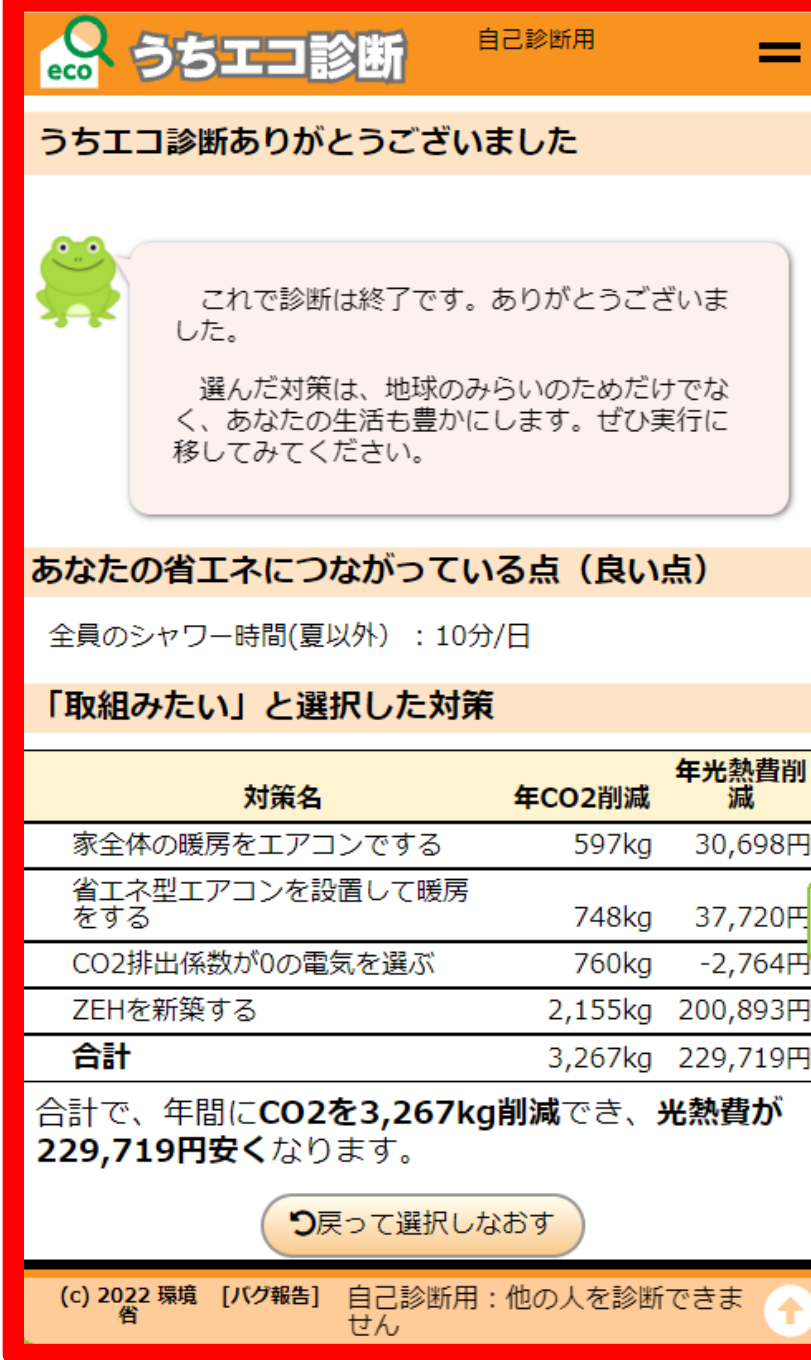 eco うちエコ診断 自己診断用
うちエコ診断ありがとうございました
これで診断は終了です。ありがとうございま
した。
選んだ対策は、地球のみらいのためだけでな
く、あなたの生活も豊かにします。ぜひ実行に
移してみてください。
あなたの省エネにつながっている点（良い点）
全員のシャワー時間(夏以外）：10分/日
「取組みたい」と選択した対策
対策名 年CO2削減 年光熱費削
減
家全体の暖房をエアコンでする 597kg 30,698円
省エネ型エアコンを設置して暖房
をする 748kg 37,720円
CO2排出係数が0の電気を選ぶ 760kg -2,764円
ZEHを新築する 2,155kg 200,893円
合計 3,267kg 229,719円
合計で、年間にCO2を3,267kg削減でき、光熱費が
229,719円安くなります。
戻って選択しなおす
(c) 2022 環境
省
[バグ報告]
自己診断用：他の人を診断できま
せん